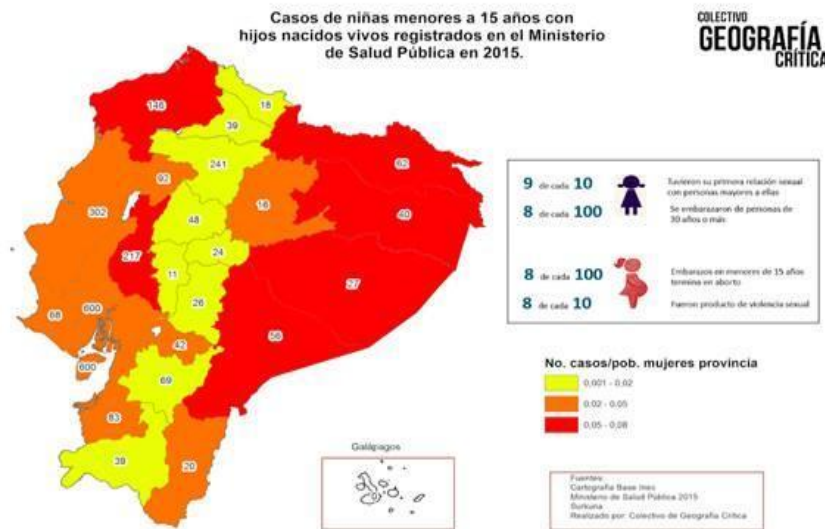 Casos de niñas menores a 15 años con
hijos nacidos vivos registrados en el Ministerio
de Salud Pública en 2015.
COLECTIVO
GEOGRAFÍA
CRÍTICA
146
18
39
241
62
92
16
40
302
48
217
24
11
27
26
68
600
56
42
600
69
83
38
20
9 de cada 10
Tuvieron su primera relación sexual
con personas mayores a ellas
8 de cada 100
Se embarazaron de personas de
30 años o más
8 de cada 100
Embarazos en menores de 15 años
termina en aborto
8 de cada 10
Fueron producto de violencia sexual
No. casos/pob. mujeres provincia
0,001 - 0,02
0,02 - 0,05
0,05 - 0,08
Galápagos
Fuentes:
Cartografía Base Inec
Ministerio de Salud Pública 2015
Surkuna
Realizado por: Colectivo de Geografía Crítica